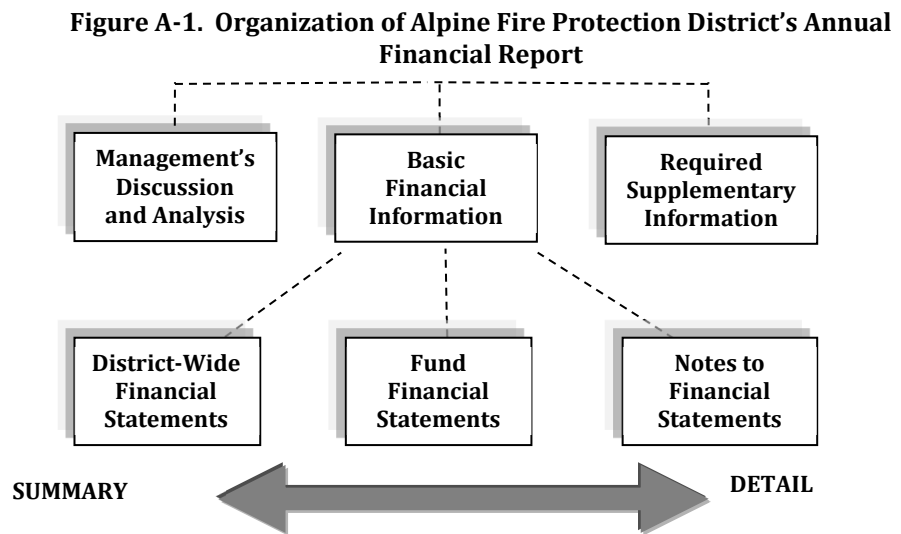 Figure A-1. Organization of Alpine Fire Protection District’s Annual
Financial Report
Management’s
Discussion
and Analysis
Basic
Financial
Information
Required
Supplementary
Information
District-Wide
Financial
Statements
Fund
Financial
Statements
Notes to
Financial
Statements
SUMMARY
DETAIL